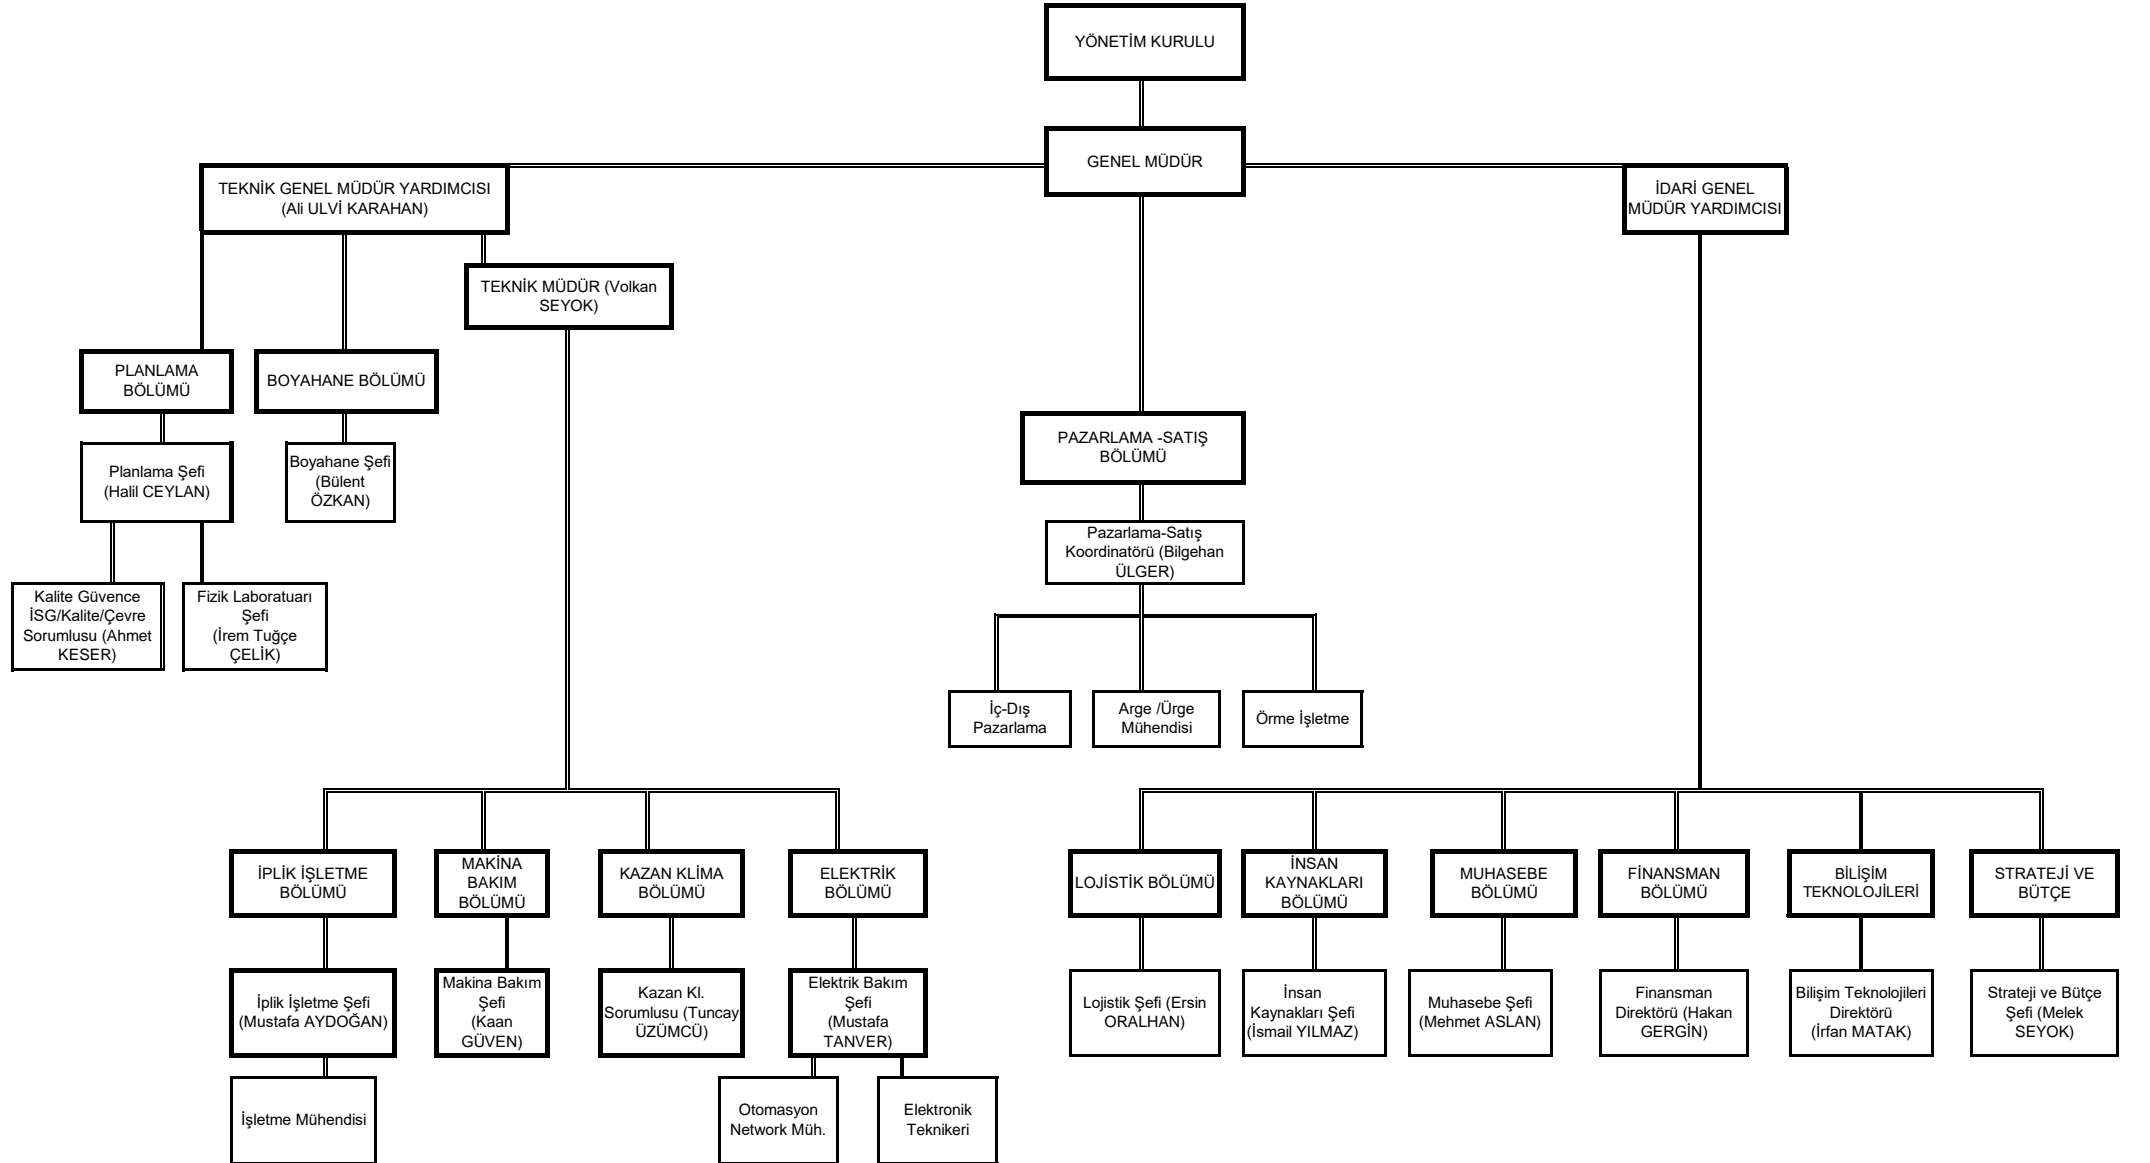 YÖNETİM KURULU
GENEL MÜDÜR
TEKNİK GENEL MÜDÜR YARDIMCISI
(Ali ULVİ KARAHAN)
İDARİ GENEL
MÜDÜR YARDIMCISI
TEKNİK MÜDÜR (Volkan
SEYOK)
PLANLAMA
BÖLÜMÜ
BOYAHANE BÖLÜMÜ
PAZARLAMA -SATIŞ
BÖLÜMÜ
Planlama Şefi
(Halil CEYLAN)
Boyahane Şefi
(Bülent
ÖZKAN)
Pazarlama-Satış
Koordinatörü (Bilgehan
ÜLGER)
Kalite Güvence
İSG/Kalite/Çevre
Sorumlusu (Ahmet
KESER)
Fizik Laboratuarı
Şefi
(İrem Tuğçe
ÇELİK)
İç-Dış
Pazarlama
Arge /Ürge
Mühendisi
Örme İşletme
İPLİK İŞLETME
BÖLÜMÜ
MAKİNA
BAKIM
BÖLÜMÜ
KAZAN KLİMA
BÖLÜMÜ
ELEKTRİK
BÖLÜMÜ
LOJİSTİK BÖLÜMÜ
İNSAN
KAYNAKLARI
BÖLÜMÜ
MUHASEBE
BÖLÜMÜ
FİNANSMAN
BÖLÜMÜ
BİLİŞİM
TEKNOLOJİLERİ
STRATEJİ VE
BÜTÇE
İplik İşletme Şefi
(Mustafa AYDOĞAN)
Makina Bakım
Şefi
(Kaan
GÜVEN)
Kazan Kl.
Sorumlusu (Tuncay
ÜZÜMCÜ)
Elektrik Bakım
Şefi
(Mustafa
TANVER)
Lojistik Şefi (Ersin
ORALHAN)
İnsan
Kaynakları Şefi
(İsmail YILMAZ)
Muhasebe Şefi
(Mehmet ASLAN)
Finansman
Direktörü (Hakan
GERGİN)
Bilişim Teknolojileri
Direktörü
(İrfan MATAK)
Strateji ve Bütçe
Şefi (Melek
SEYOK)
İşletme Mühendisi
Otomasyon
Network Müh.
Elektronik
Teknikeri